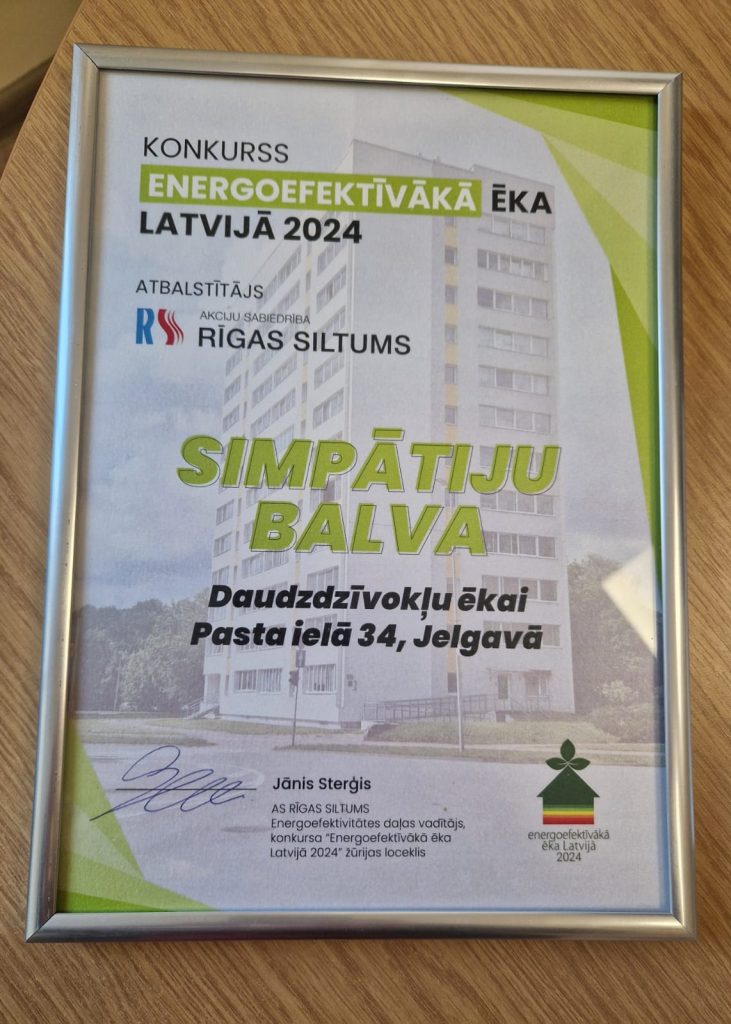 KONKURSS
ENERGOEFEKTĪVĀKĀ ĒKA
LATVIJĀ 2024
ATBALSTĪTĀJS
RS AKCIJU SABIEDRĪBA
RĪGAS SILTUMS
SIMPĀTIJU
BALVA
Daudzdzīvokļu ēkai
Pasta ielā 34, Jelgavā
Jānis Sterģis
AS RĪGAS SILTUMS
Energoefektivitātes daļas vadītājs,
konkursa "Energoefektīvākā ēka
Latvijā 2024" žūrijas loceklis
energoefektīvākā
ēka Latvijā
2024